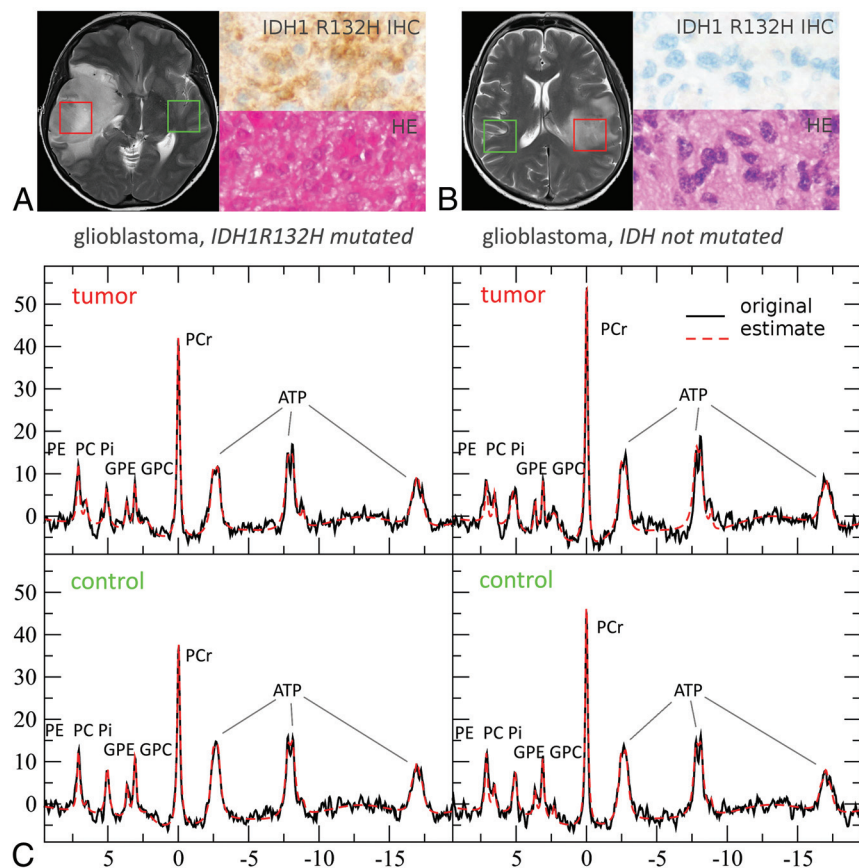 IDH1 R132H IHC
HE
A
IDH1 R132H IHC
HE
B
glioblastoma, IDH1R132H mutated
glioblastoma, IDH not mutated
tumor
PCr
ATP
PE PC Pi
GPE GPC
50
40
30
20
10
0
tumor
PCr
original
estimate
ATP
PE PC Pi
GPE GPC
control
PCr
ATP
PE PC Pi
GPE GPC
50
40
30
20
10
0
5 0 -5 -10 -15
control
PCr
ATP
PE PC Pi
GPE GPC
5 0 -5 -10 -15
C